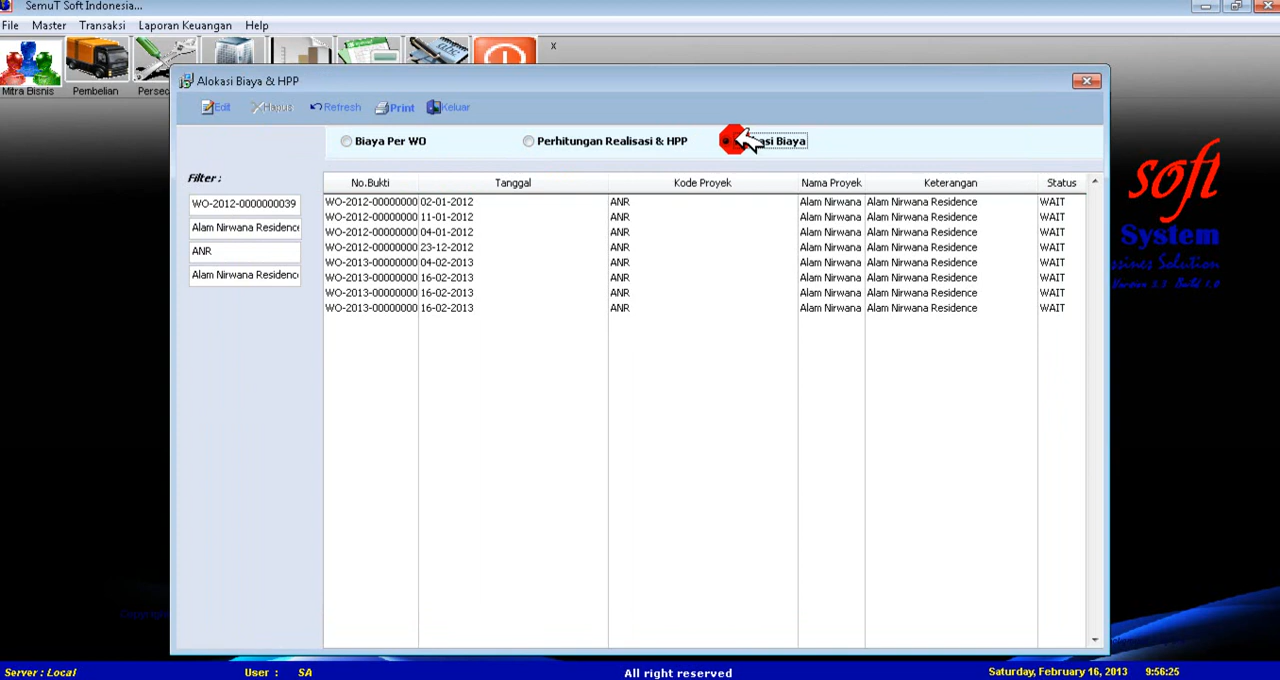 SemuT Soft Indonesia...
File Master Transaksi Laporan Keuangan Help
x
Mitra Bisnis Pembelian
Alokasi Biaya & HPP
Edit Hapus Refresh Print Keluar
Biaya Per WO Perhitungan Realisasi & HPP Biaya
Filter :
WO-2012-0000000039
Alam Nirwana Residence
ANR
Alam Nirwana Residenc
No.Bukti Tanggal Kode Proyek Nama Proyek Keterangan Status
WO-2012-00000000 02-01-2012 ANR Alam Nirwana Alam Nirwana Residence WAIT
WO-2012-00000000 11-01-2012 ANR Alam Nirwana Alam Nirwana Residence WAIT
WO-2012-00000000 04-01-2012 ANR Alam Nirwana Alam Nirwana Residence WAIT
WO-2012-00000000 23-12-2012 ANR Alam Nirwana Alam Nirwana Residence WAIT
WO-2013-00000000 04-02-2013 ANR Alam Nirwana Alam Nirwana Residence WAIT
WO-2013-00000000 16-02-2013 ANR Alam Nirwana Alam Nirwana Residence WAIT
WO-2013-00000000 16-02-2013 ANR Alam Nirwana Alam Nirwana Residence WAIT
WO-2013-00000000 16-02-2013 ANR Alam Nirwana Alam Nirwana Residence WAIT
soft
System
ssines Solution
Server : Local User : SA All right reserved Saturday, February 16, 2013 9:56:25